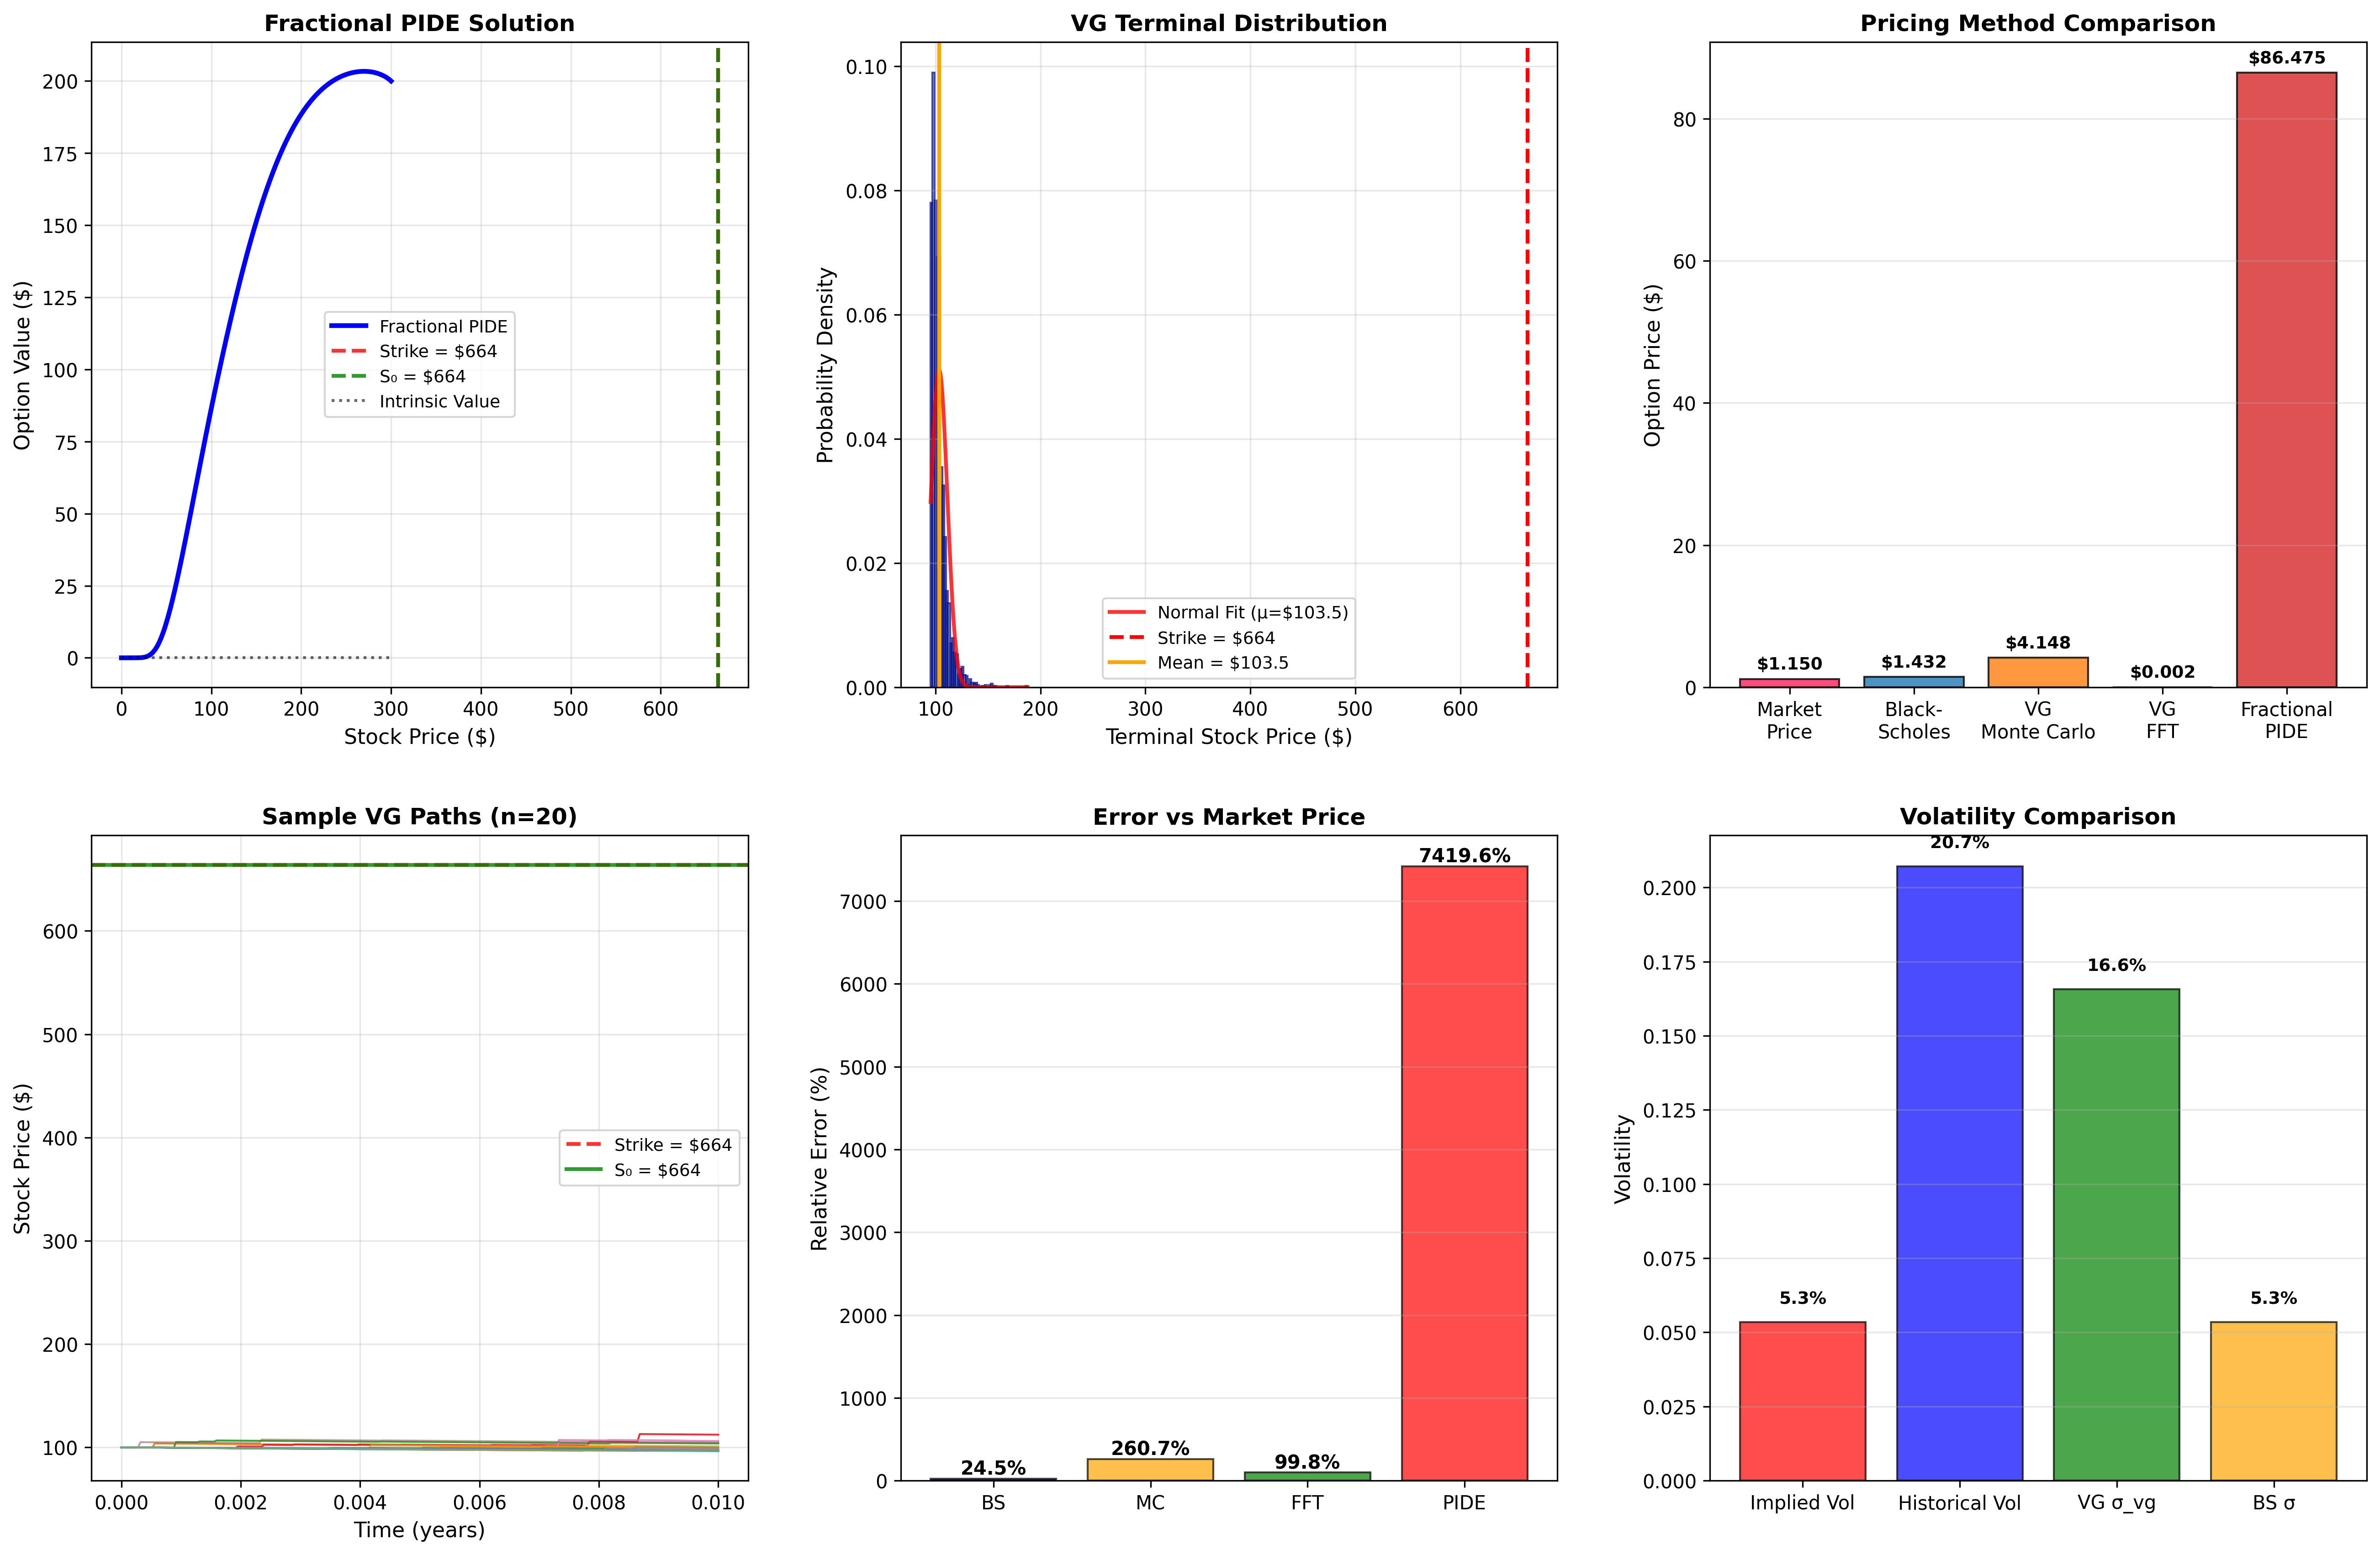 Fractional PIDE Solution
Option Value ($)
200
175
150
125
100
75
50
25
0
Fractional PIDE
Strike = $664
S₀ = $664
Intrinsic Value
0 100 200 300 400 500 600
Stock Price ($)
VG Terminal Distribution
Probability Density
0.10
0.08
0.06
0.04
0.02
0.00
Normal Fit (μ=$103.5)
Strike = $664
Mean = $103.5
100 200 300 400 500 600
Terminal Stock Price ($)
Pricing Method Comparison
Option Price ($)
80
60
40
20
0
$1.150
$1.432
$4.148
$0.002
$86.475
Market
Price
Black-
Scholes
VG
Monte Carlo
VG
FFT
Fractional
PIDE
Sample VG Paths (n=20)
Stock Price ($)
600
500
400
300
200
100
Strike = $664
S₀ = $664
0.000 0.002 0.004 0.006 0.008 0.010
Time (years)
Error vs Market Price
Relative Error (%)
7000
6000
5000
4000
3000
2000
1000
0
24.5%
260.7%
99.8%
7419.6%
BS MC FFT PIDE
Volatility Comparison
Volatility
0.200
0.175
0.150
0.125
0.100
0.075
0.050
0.025
0.000
5.3%
20.7%
16.6%
5.3%
Implied Vol Historical Vol VG σ_vg BS σ